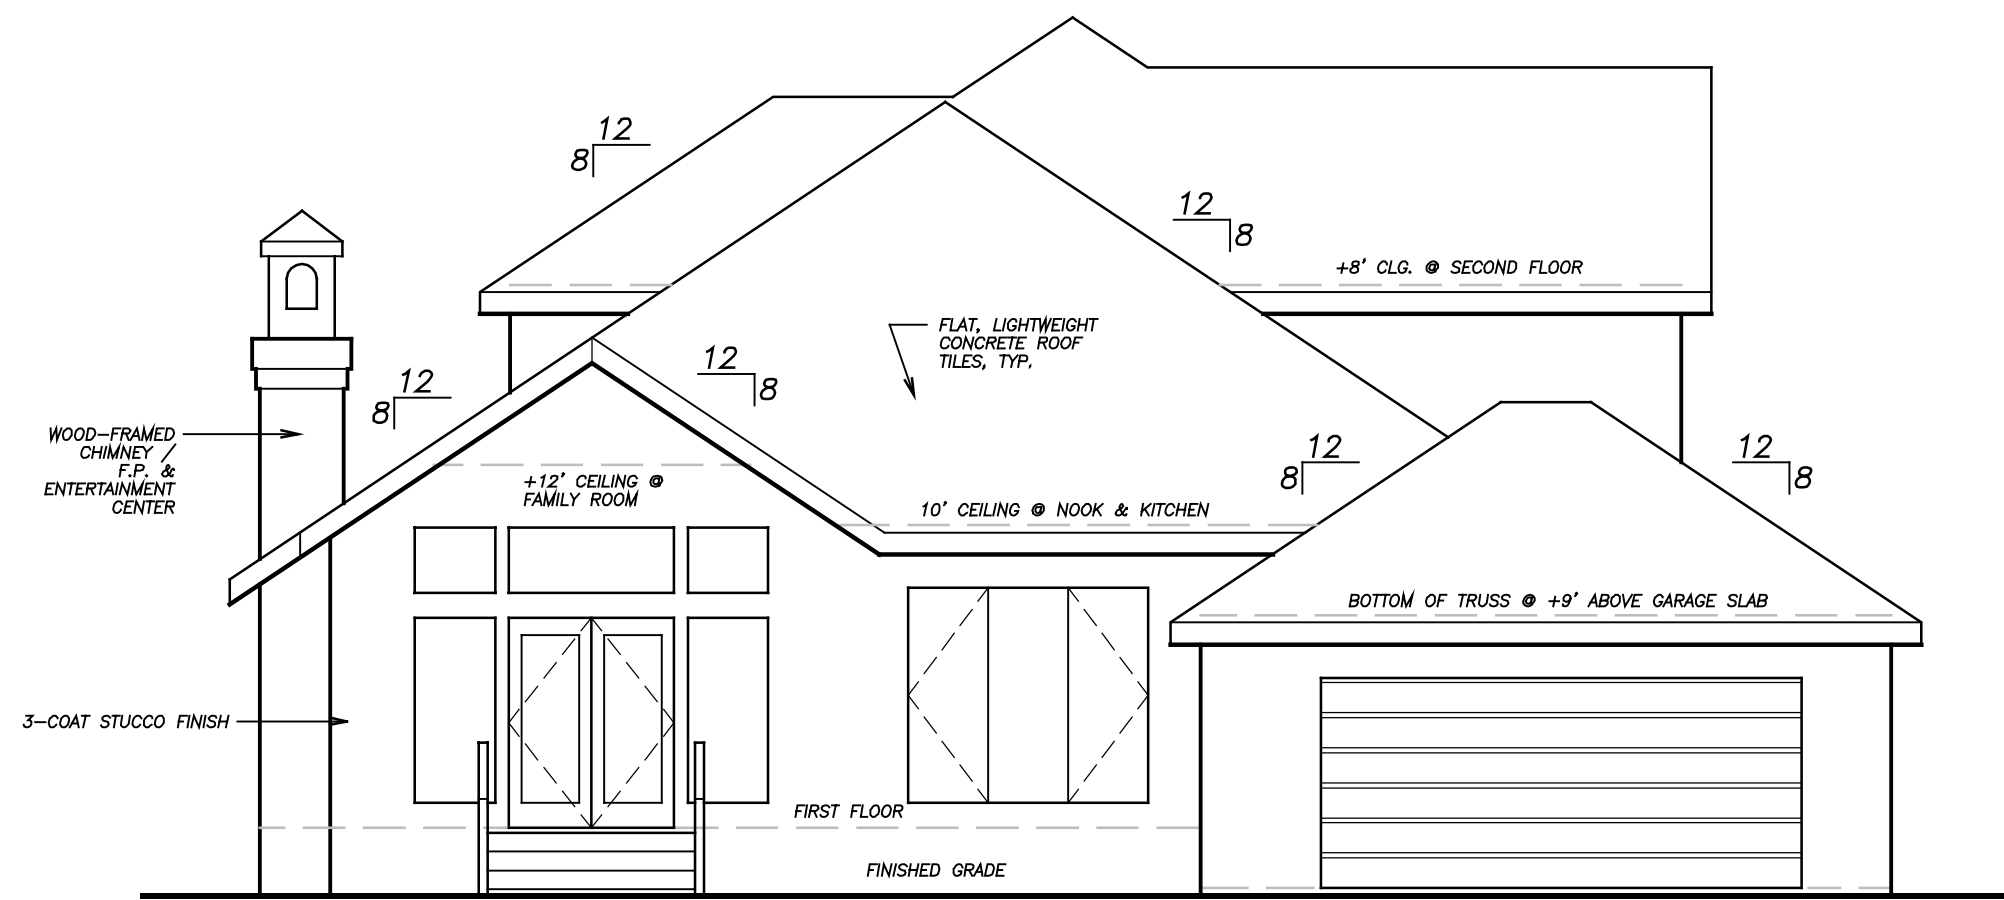 12
8
12
8
+8' CLG. @ SECOND FLOOR
FLAT, LIGHTWEIGHT
CONCRETE ROOF
TILES, TYP.
12
8
12
8
WOOD-FRAMED
CHIMNEY /
F.P. &
ENTERTAINMENT
CENTER
12
8
12
8
+12' CEILING @
FAMILY ROOM
10' CEILING @ NOOK & KITCHEN
BOTTOM OF TRUSS @ +9' ABOVE GARAGE SLAB
3-COAT STUCCO FINISH
FIRST FLOOR
FINISHED GRADE